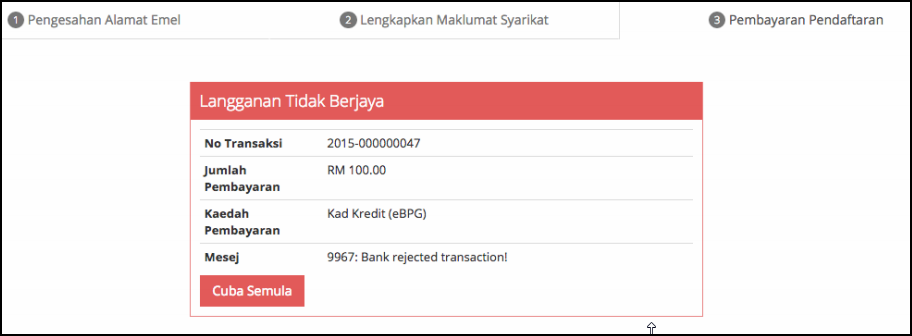 1 Pengesahan Alamat Emel
2 Lengkapkan Maklumat Syarikat
3 Pembayaran Pendaftaran
Langganan Tidak Berjaya
No Transaksi 2015-000000047
Jumlah Pembayaran RM 100.00
Kaedah Pembayaran Kad Kredit (eBPG)
Mesej 9967: Bank rejected transaction!
Cuba Semula